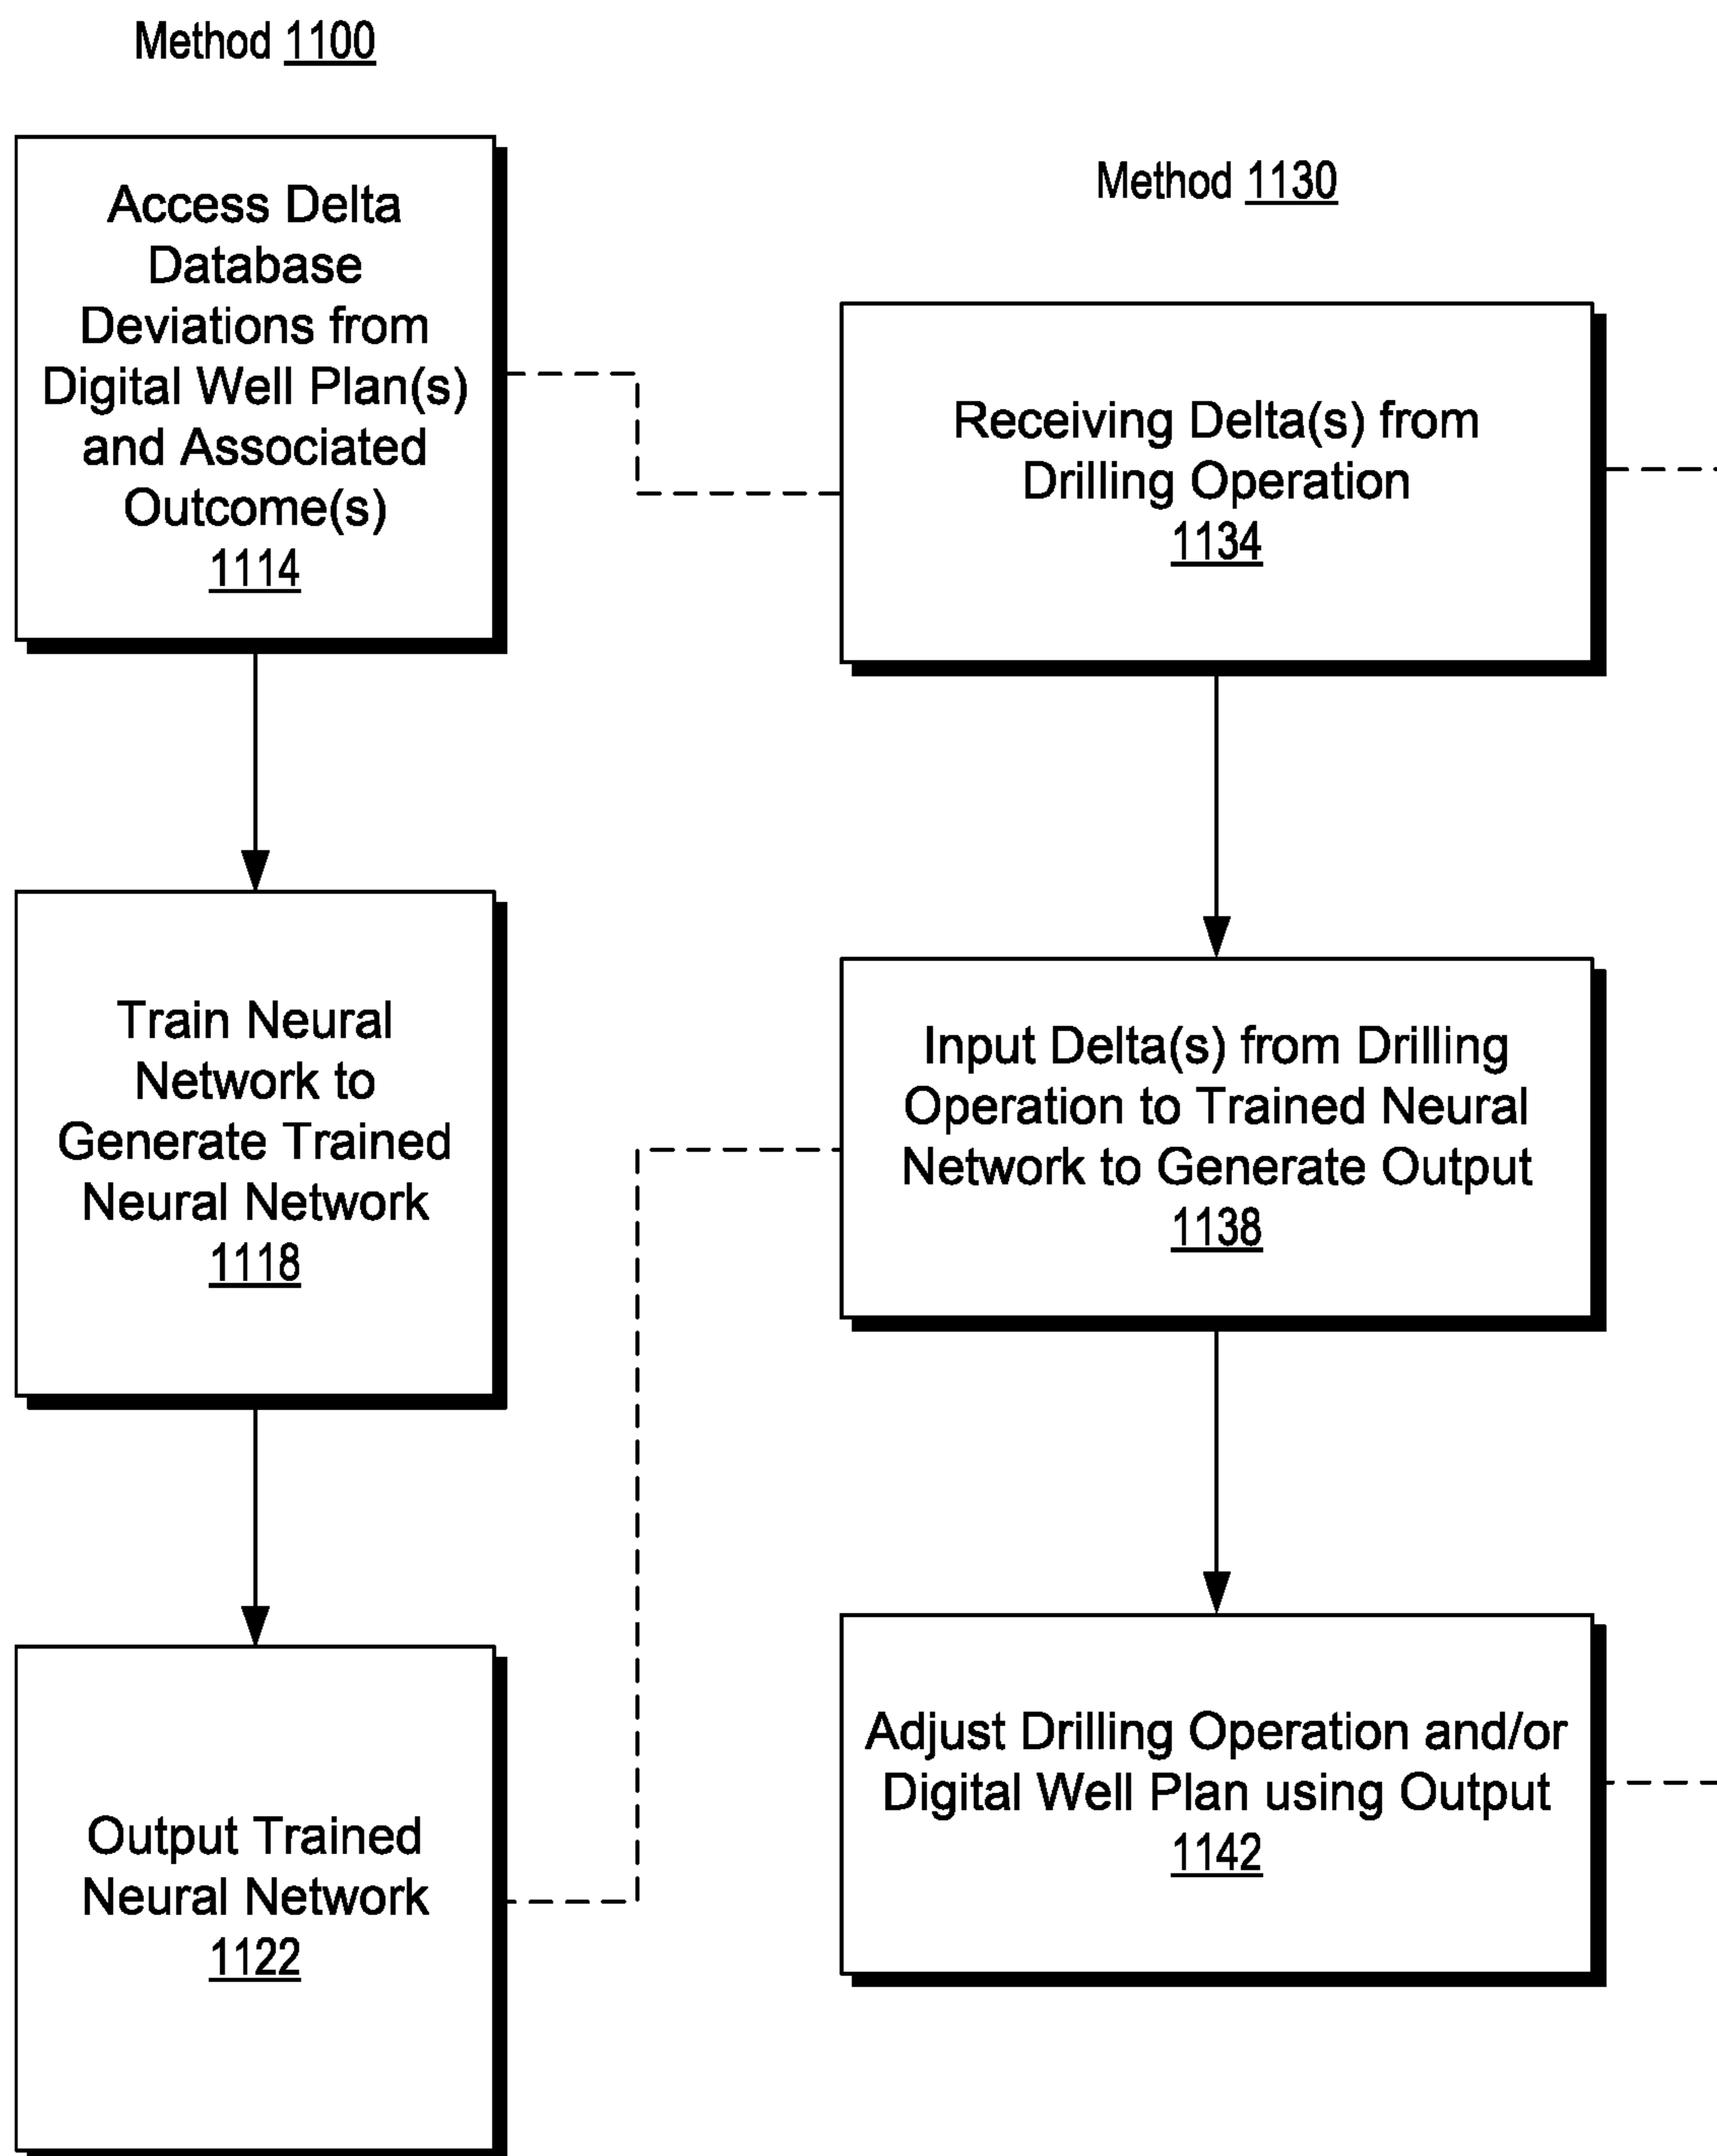 Method 1100
Access Delta
Database
Deviations from
Digital Well Plan(s)
and Associated
Outcome(s)
1114
Train Neural
Network to
Generate Trained
Neural Network
1118
Output Trained
Neural Network
1122
Method 1130
Receiving Delta(s) from
Drilling Operation
1134
Input Delta(s) from Drilling
Operation to Trained Neural
Network to Generate Output
1138
Adjust Drilling Operation and/or
Digital Well Plan using Output
1142